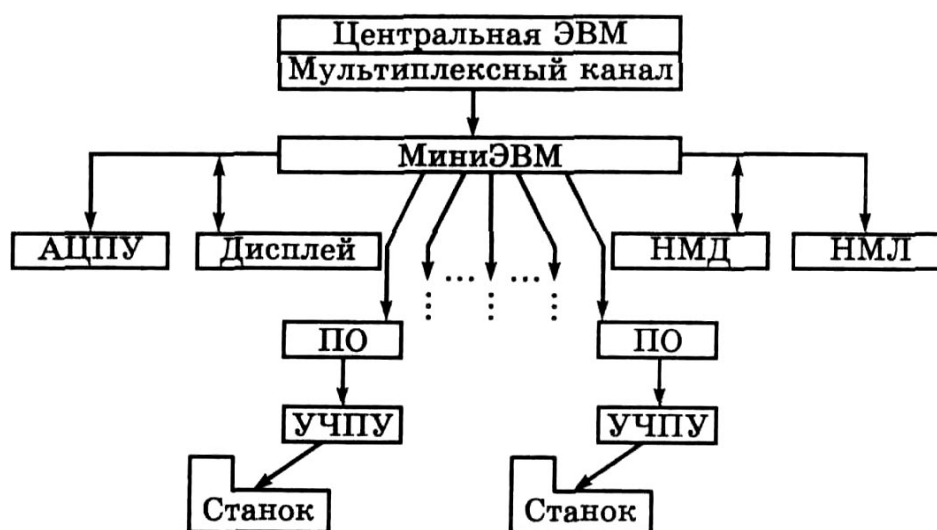 Центральная ЭВМ
Мультиплексный канал
МиниЭВМ
АЦПУ
Дисплей
НМД
НМЛ
... ...
ПО
ПО
УЧПУ
УЧПУ
Станок
Станок